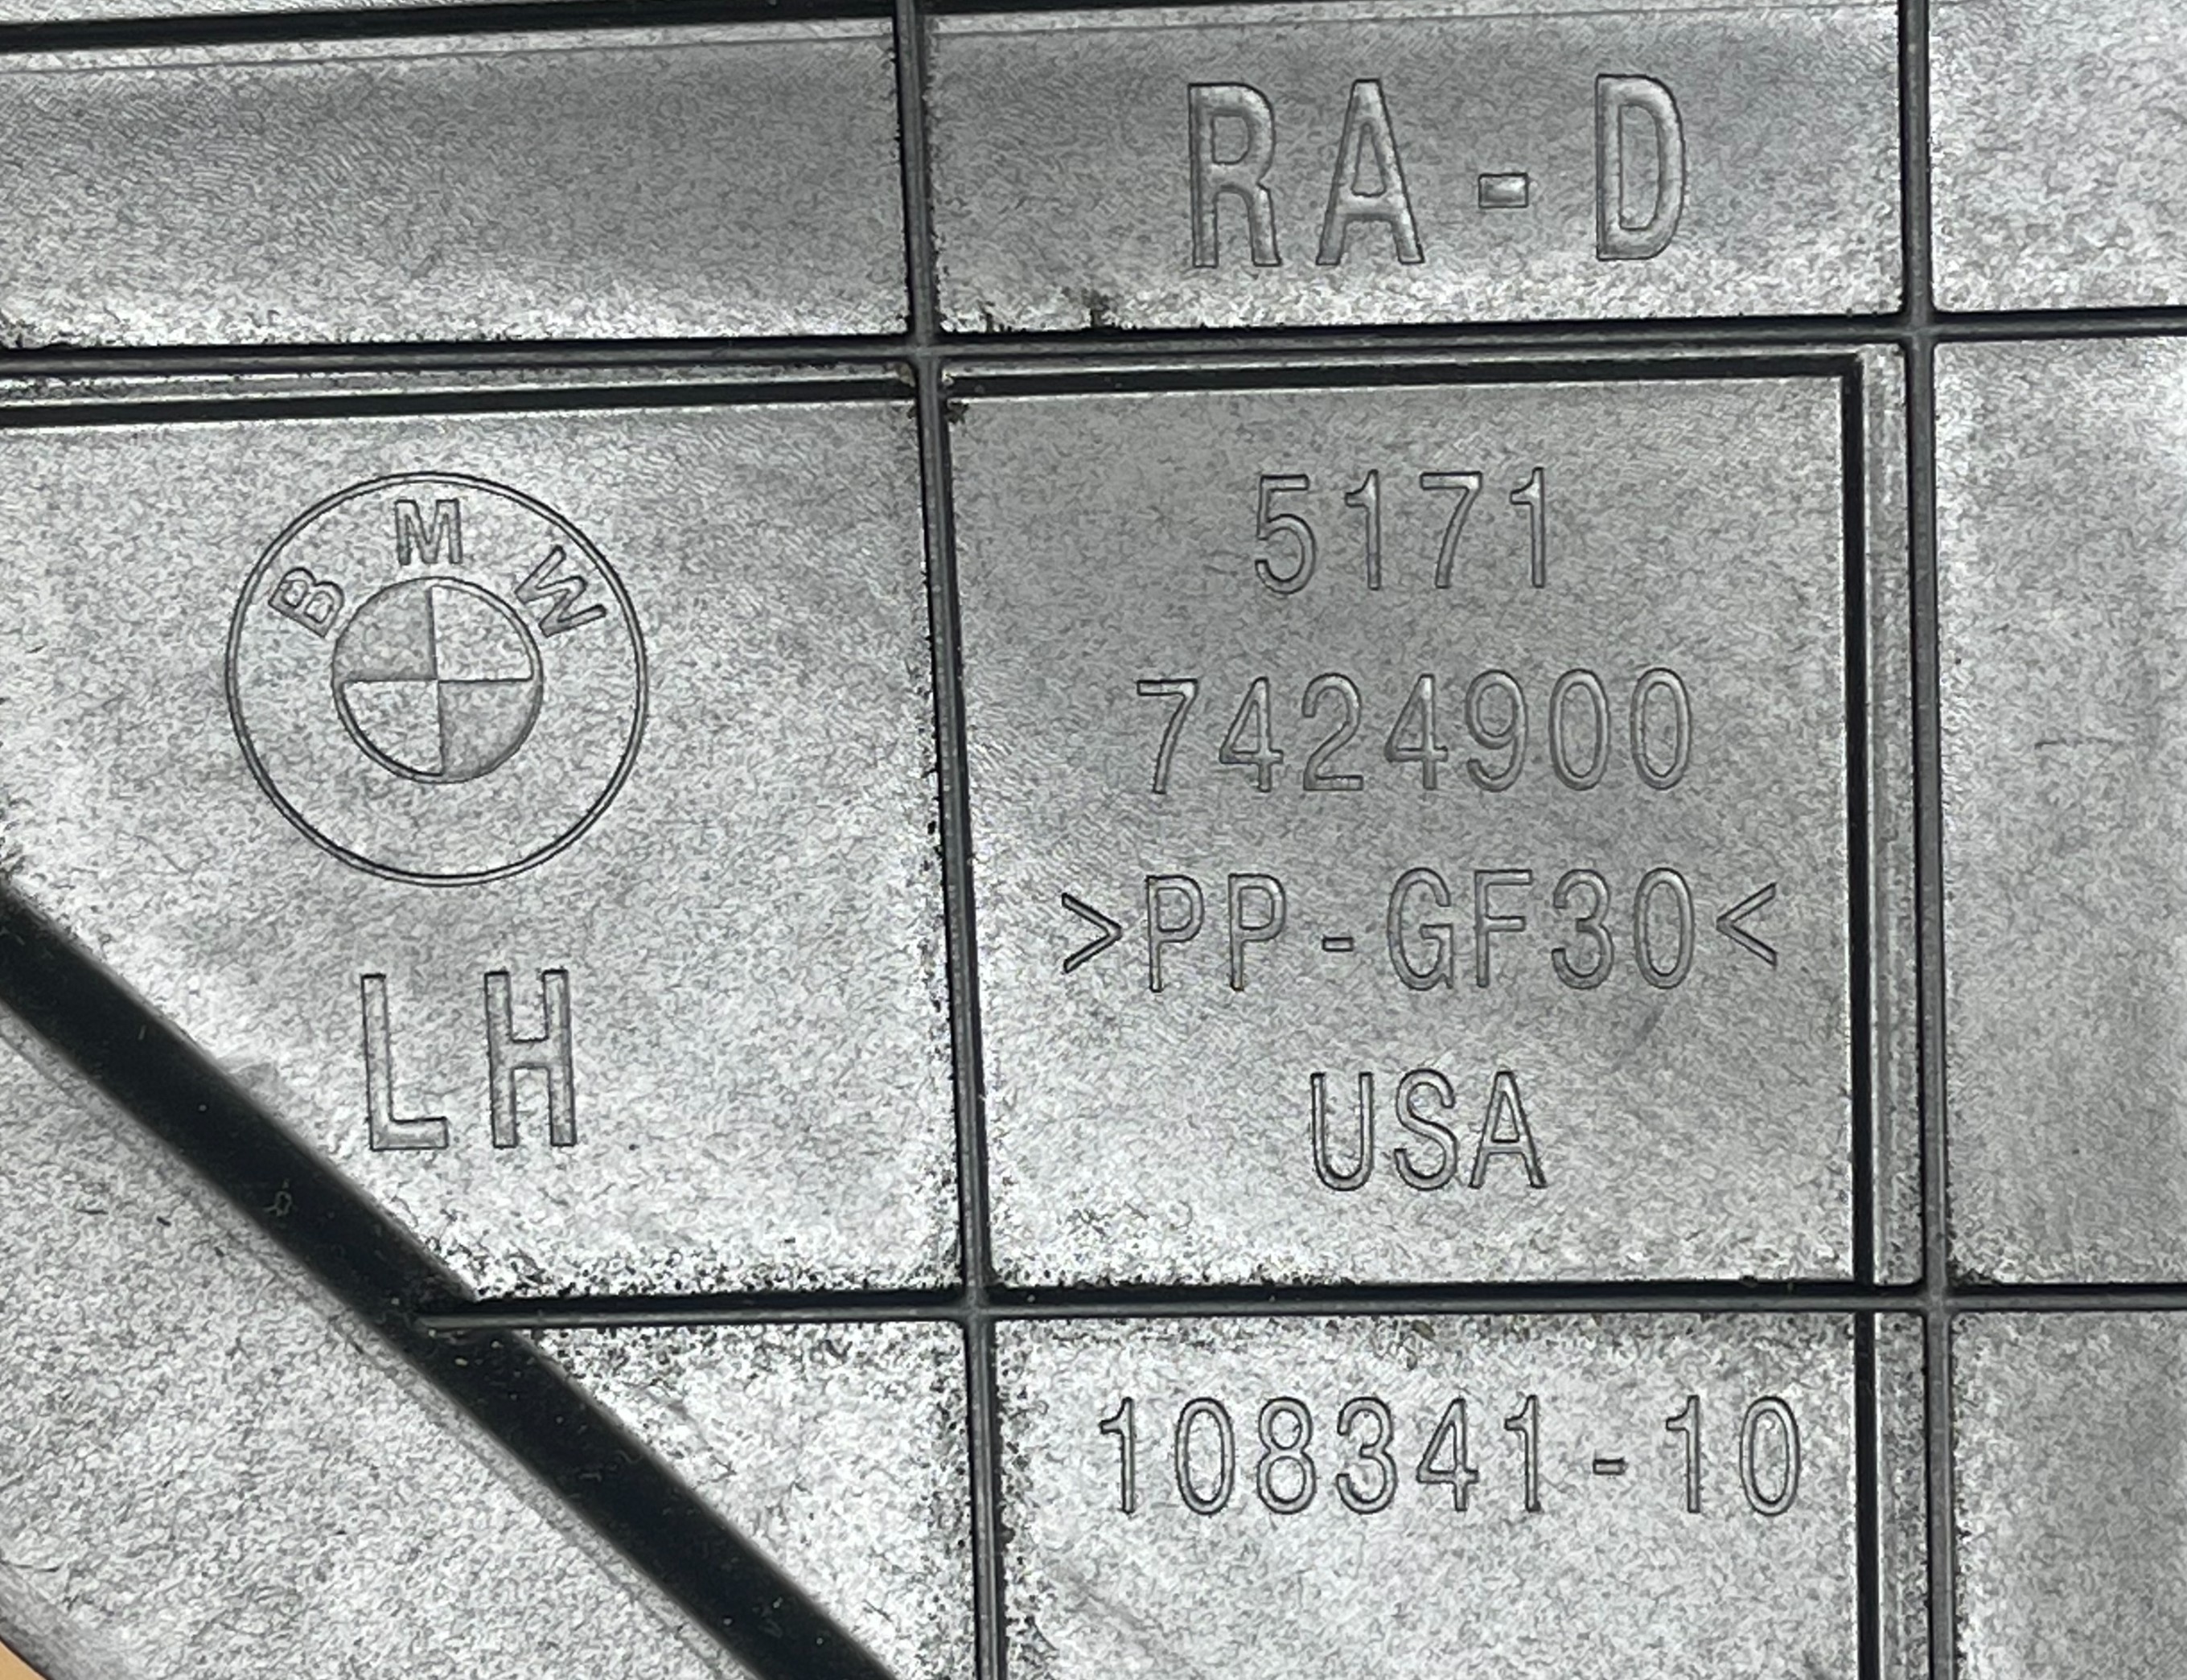 RA-D
BMW
LH
5171
7424900
>PP-GF30<
USA
108341-10